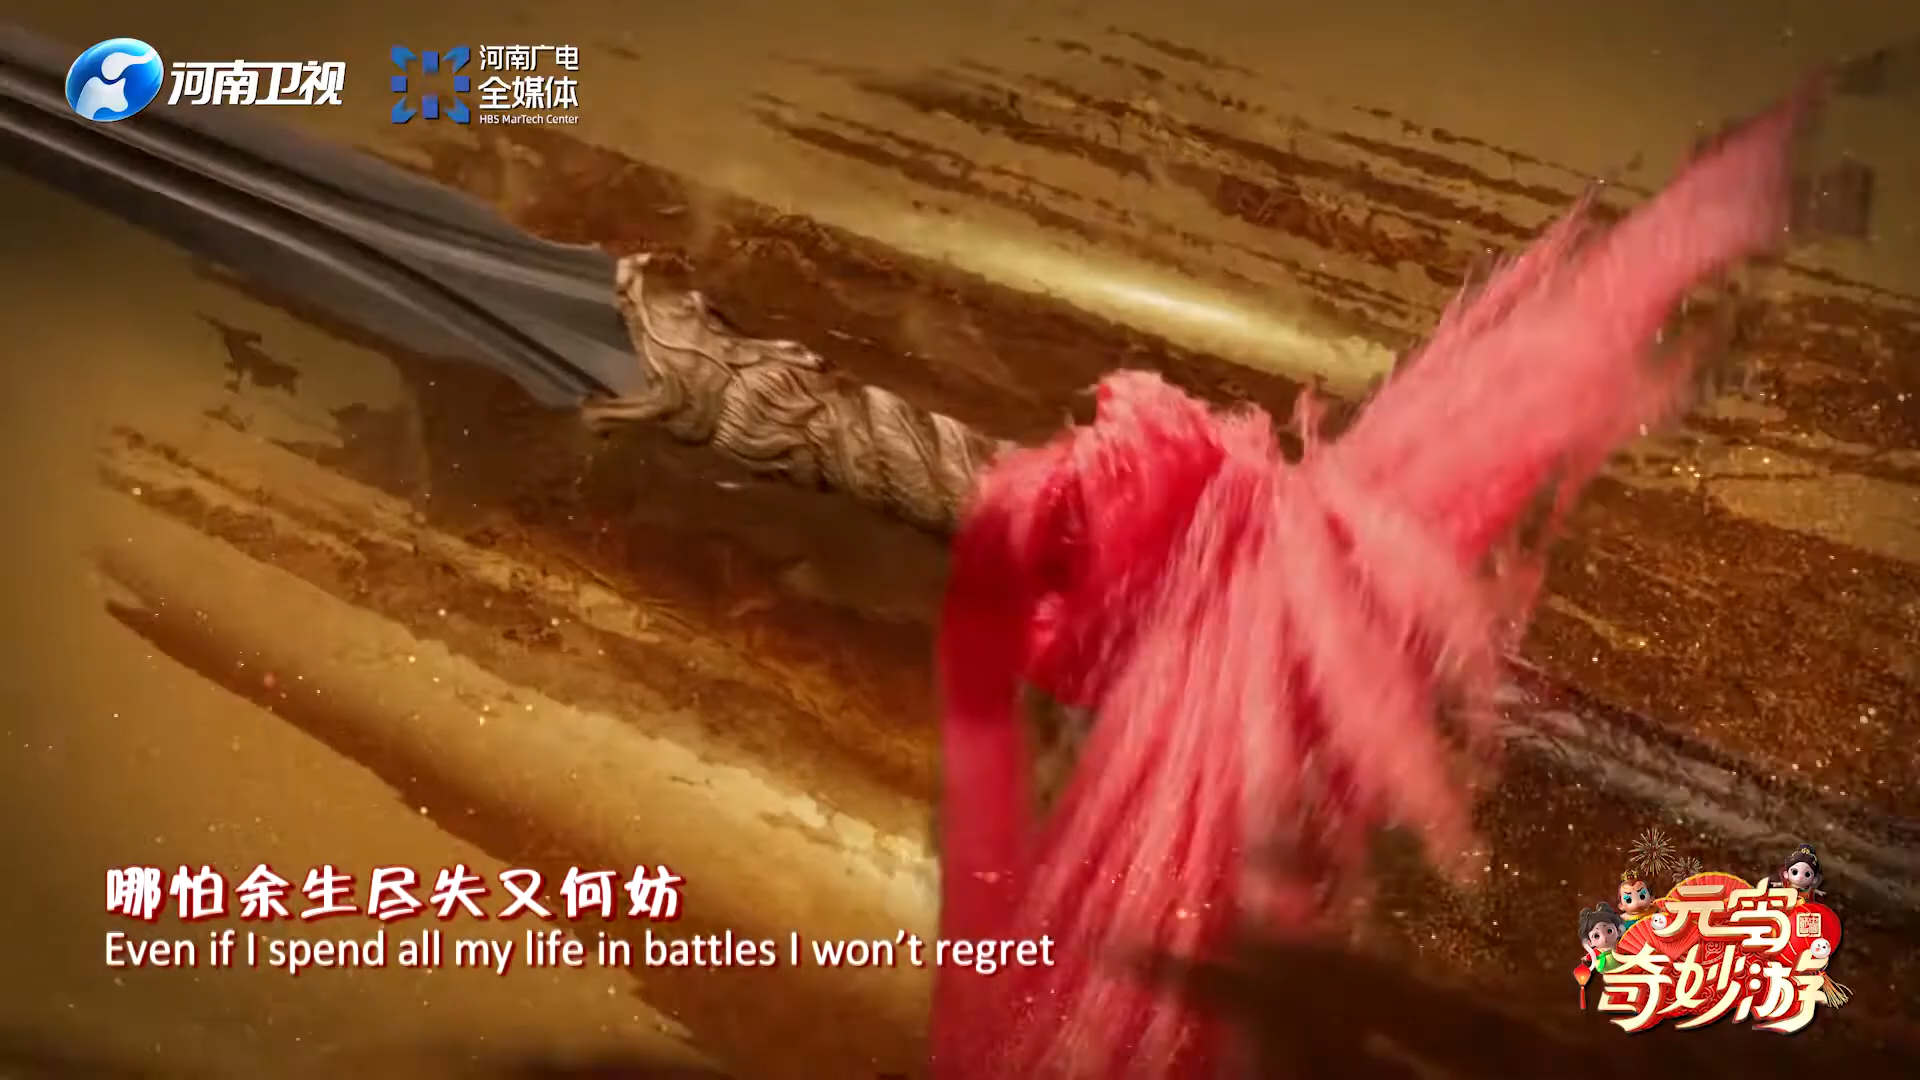 河南卫视
河南广电
全媒体
HBS MarTech Center
哪怕余生尽失又何妨
Even if I spend all my life in battles I won't regret
元宵
奇妙游